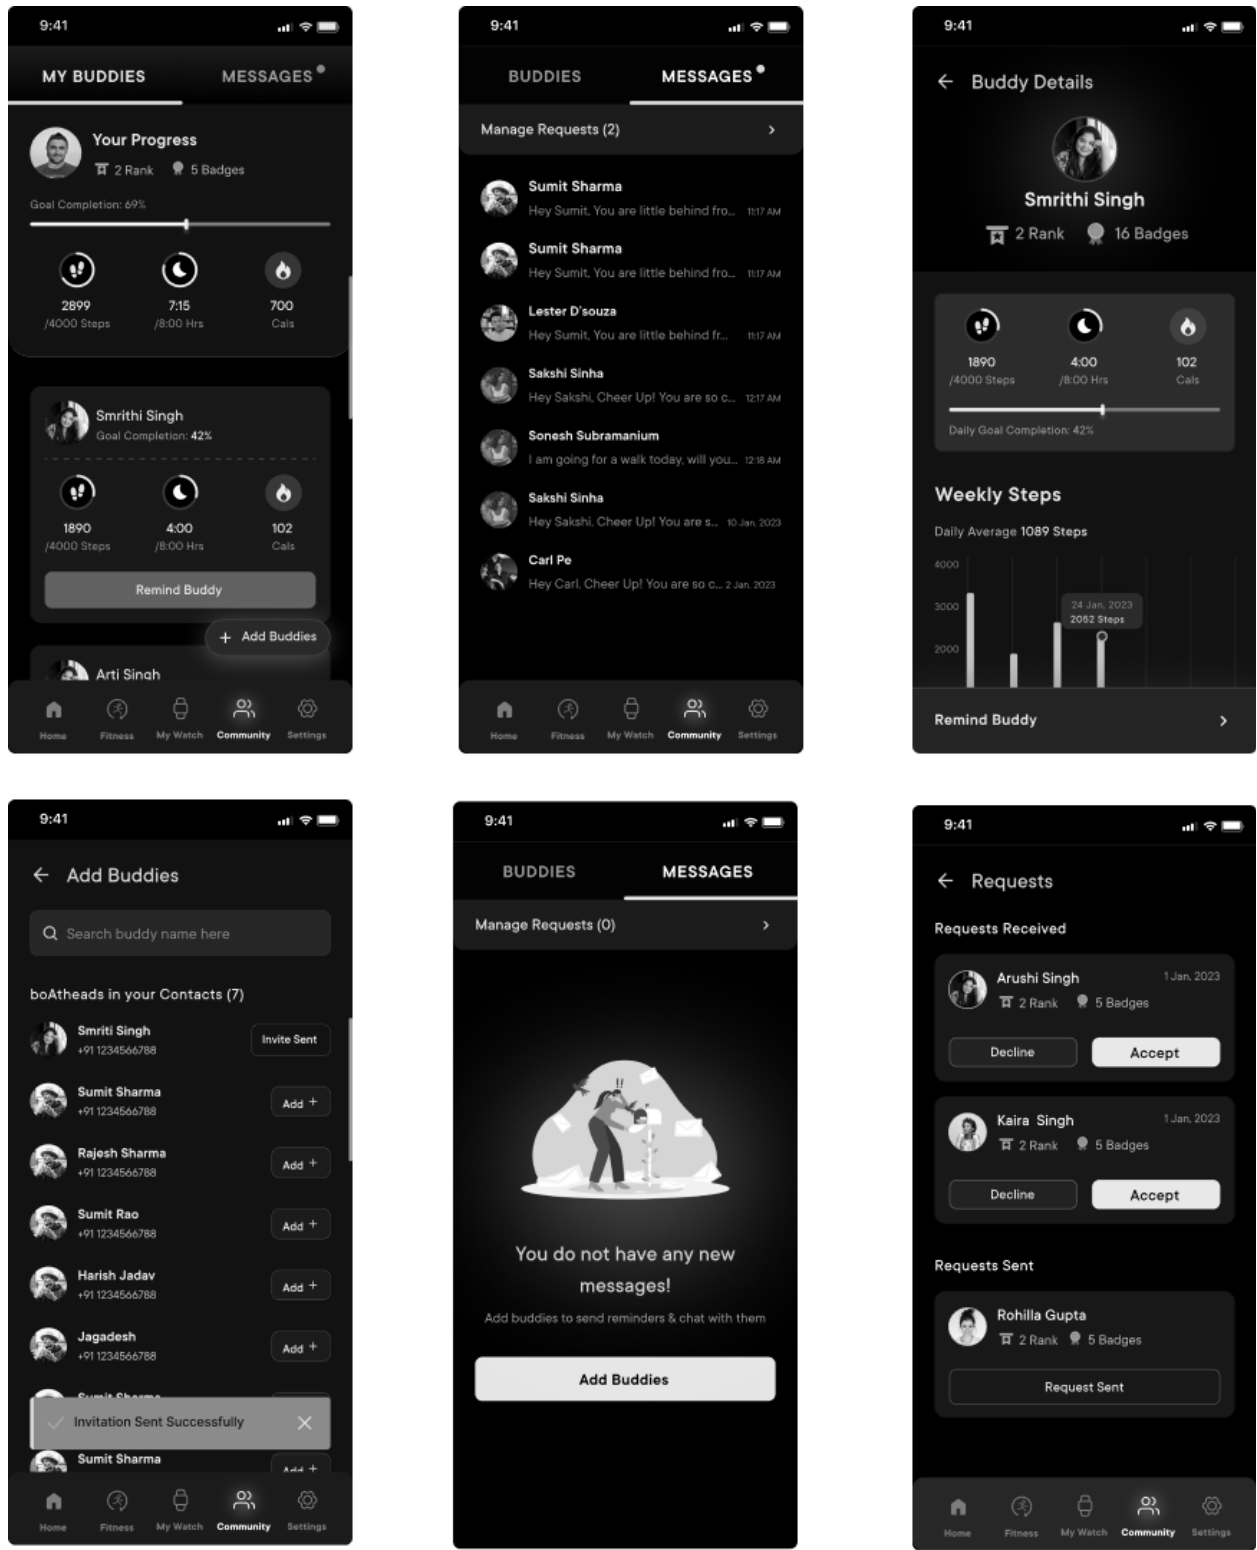 9:41
MY BUDDIES
MESSAGES
Your Progress
2 Rank
5 Badges
Goal Completion: 69%
2899
7:15
700
/4000 Steps
/8:00 Hrs
Cals
Smrithi Singh
Goal Completion: 42%
1890
4:00
102
/4000 Steps
/8:00 Hrs
Cals
Remind Buddy
+ Add Buddies
Arti Singh
Home
Fitness
My Watch
Community
Settings
9:41
BUDDIES
MESSAGES
Manage Requests (2)
Sumit Sharma
Hey Sumit, You are little behind fro... 11:17 AM
Sumit Sharma
Hey Sumit, You are little behind fro... 11:17 AM
Lester D'souza
Hey Sumit, You are little behind fr... 11:17 AM
Sakshi Sinha
Hey Sakshi, Cheer Up! You are so c... 12:17 AM
Sonesh Subramanium
I am going for a walk today, will you... 12:18 AM
Sakshi Sinha
Hey Sakshi, Cheer Up! You are s... 10 Jan, 2023
Carl Pe
Hey Carl, Cheer Up! You are so c... 2 Jan, 2023
Home
Fitness
My Watch
Community
Settings
9:41
Buddy Details
Smrithi Singh
2 Rank
16 Badges
1890
4:00
102
/4000 Steps
/8:00 Hrs
Cals
Daily Goal Completion: 42%
Weekly Steps
Daily Average 1089 Steps
4000
3000
2000
24 Jan, 2023
2052 Steps
Remind Buddy
9:41
Add Buddies
Search buddy name here
boAtheads in your Contacts (7)
Smriti Singh
+91 1234566788
Invite Sent
Sumit Sharma
+91 1234566788
Add +
Rajesh Sharma
+91 1234566788
Add +
Sumit Rao
+91 1234566788
Add +
Harish Jadav
+91 1234566788
Add +
Jagadesh
+91 1234566788
Add +
Sumit Sharma
Invitation Sent Successfully
Sumit Sharma
Add +
Home
Fitness
My Watch
Community
Settings
9:41
BUDDIES
MESSAGES
Manage Requests (0)
!!
You do not have any new
messages!
Add buddies to send reminders & chat with them
Add Buddies
9:41
Requests
Requests Received
Arushi Singh
1 Jan, 2023
2 Rank
5 Badges
Decline
Accept
Kaira Singh
1 Jan, 2023
2 Rank
5 Badges
Decline
Accept
Requests Sent
Rohilla Gupta
2 Rank
5 Badges
Request Sent
Home
Fitness
My Watch
Community
Settings